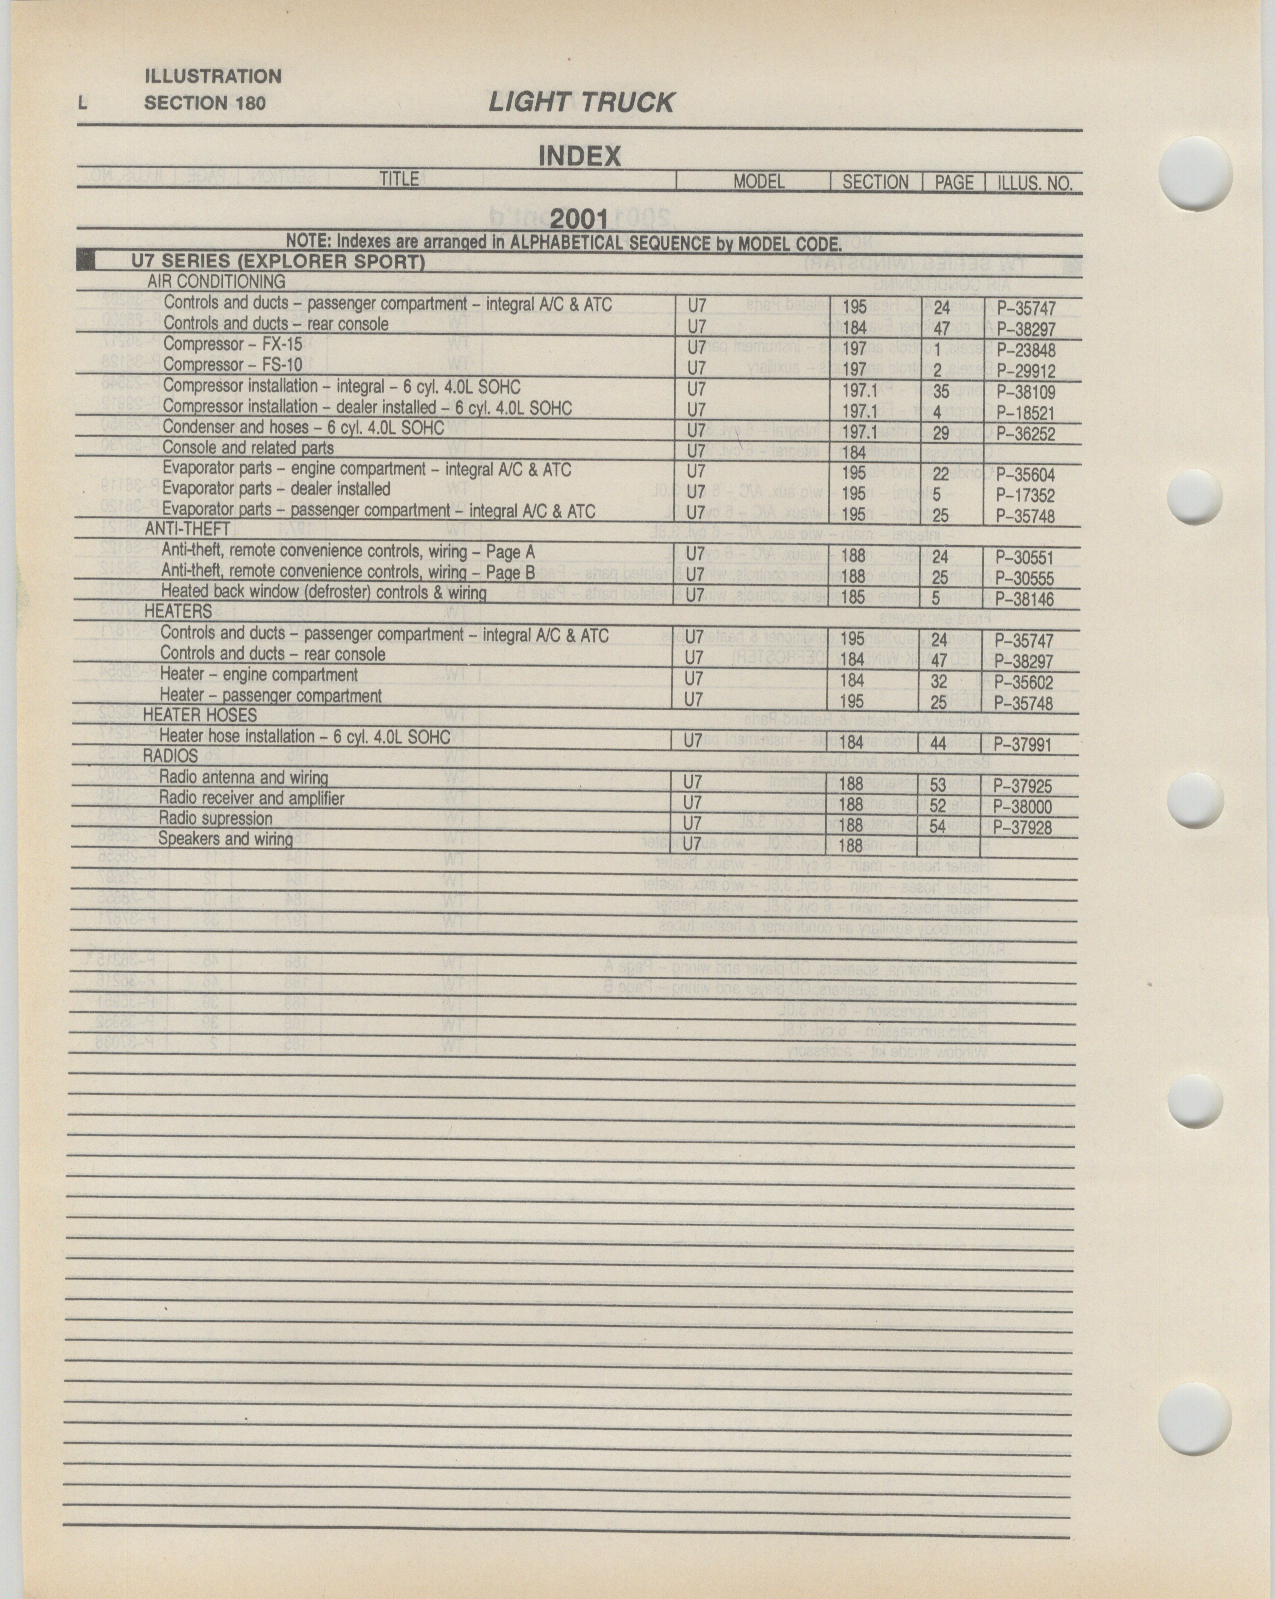 ILLUSTRATION
L SECTION 180 LIGHT TRUCK
INDEX
TITLE MODEL SECTION PAGE ILLUS. NO.
2001
NOTE: Indexes are arranged in ALPHABETICAL SEQUENCE by MODEL CODE.
U7 SERIES (EXPLORER SPORT)
AIR CONDITIONING
Controls and ducts – passenger compartment – integral A/C & ATC U7 195 24 P–35747
Controls and ducts – rear console U7 184 47 P–38297
Compressor – FX-15 U7 197 1 P–23848
Compressor – FS-10 U7 197 2 P–29912
Compressor installation – integral – 6 cyl. 4.0L SOHC U7 197.1 35 P–38109
Compressor installation – dealer installed – 6 cyl. 4.0L SOHC U7 197.1 4 P–18521
Condenser and hoses – 6 cyl. 4.0L SOHC U7 197.1 29 P–36252
Console and related parts U7 184
Evaporator parts – engine compartment – integral A/C & ATC U7 195 22 P–35604
Evaporator parts – dealer installed U7 195 5 P–17352
Evaporator parts – passenger compartment – integral A/C & ATC U7 195 25 P–35748
ANTI-THEFT
Anti-theft, remote convenience controls, wiring – Page A U7 188 24 P–30551
Anti-theft, remote convenience controls, wiring – Page B U7 188 25 P–30555
Heated back window (defroster) controls & wiring U7 185 5 P–38146
HEATERS
Controls and ducts – passenger compartment – integral A/C & ATC U7 195 24 P–35747
Controls and ducts – rear console U7 184 47 P–38297
Heater – engine compartment U7 184 32 P–35602
Heater – passenger compartment U7 195 25 P–35748
HEATER HOSES
Heater hose installation – 6 cyl. 4.0L SOHC U7 184 44 P–37991
RADIOS
Radio antenna and wiring U7 188 53 P–37925
Radio receiver and amplifier U7 188 52 P–38000
Radio supression U7 188 54 P–37928
Speakers and wiring U7 188